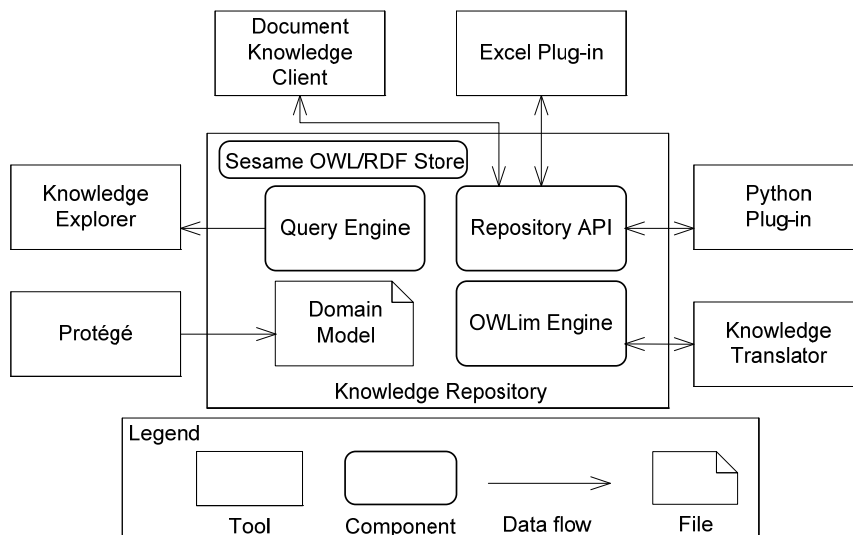 Document
Knowledge
Client
Excel Plug-in
Sesame OWL/RDF Store
Knowledge
Explorer
Query Engine
Repository API
Python
Plug-in
Protégé
Domain
Model
OWLim Engine
Knowledge
Translator
Knowledge Repository
Legend
Tool
Component
Data flow
File